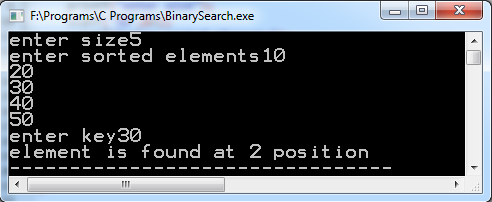 F:\Programs\C Programs\BinarySearch.exe
enter size5
enter sorted elements10
20
30
40
50
enter key30
element is found at 2 position
--------------------------------